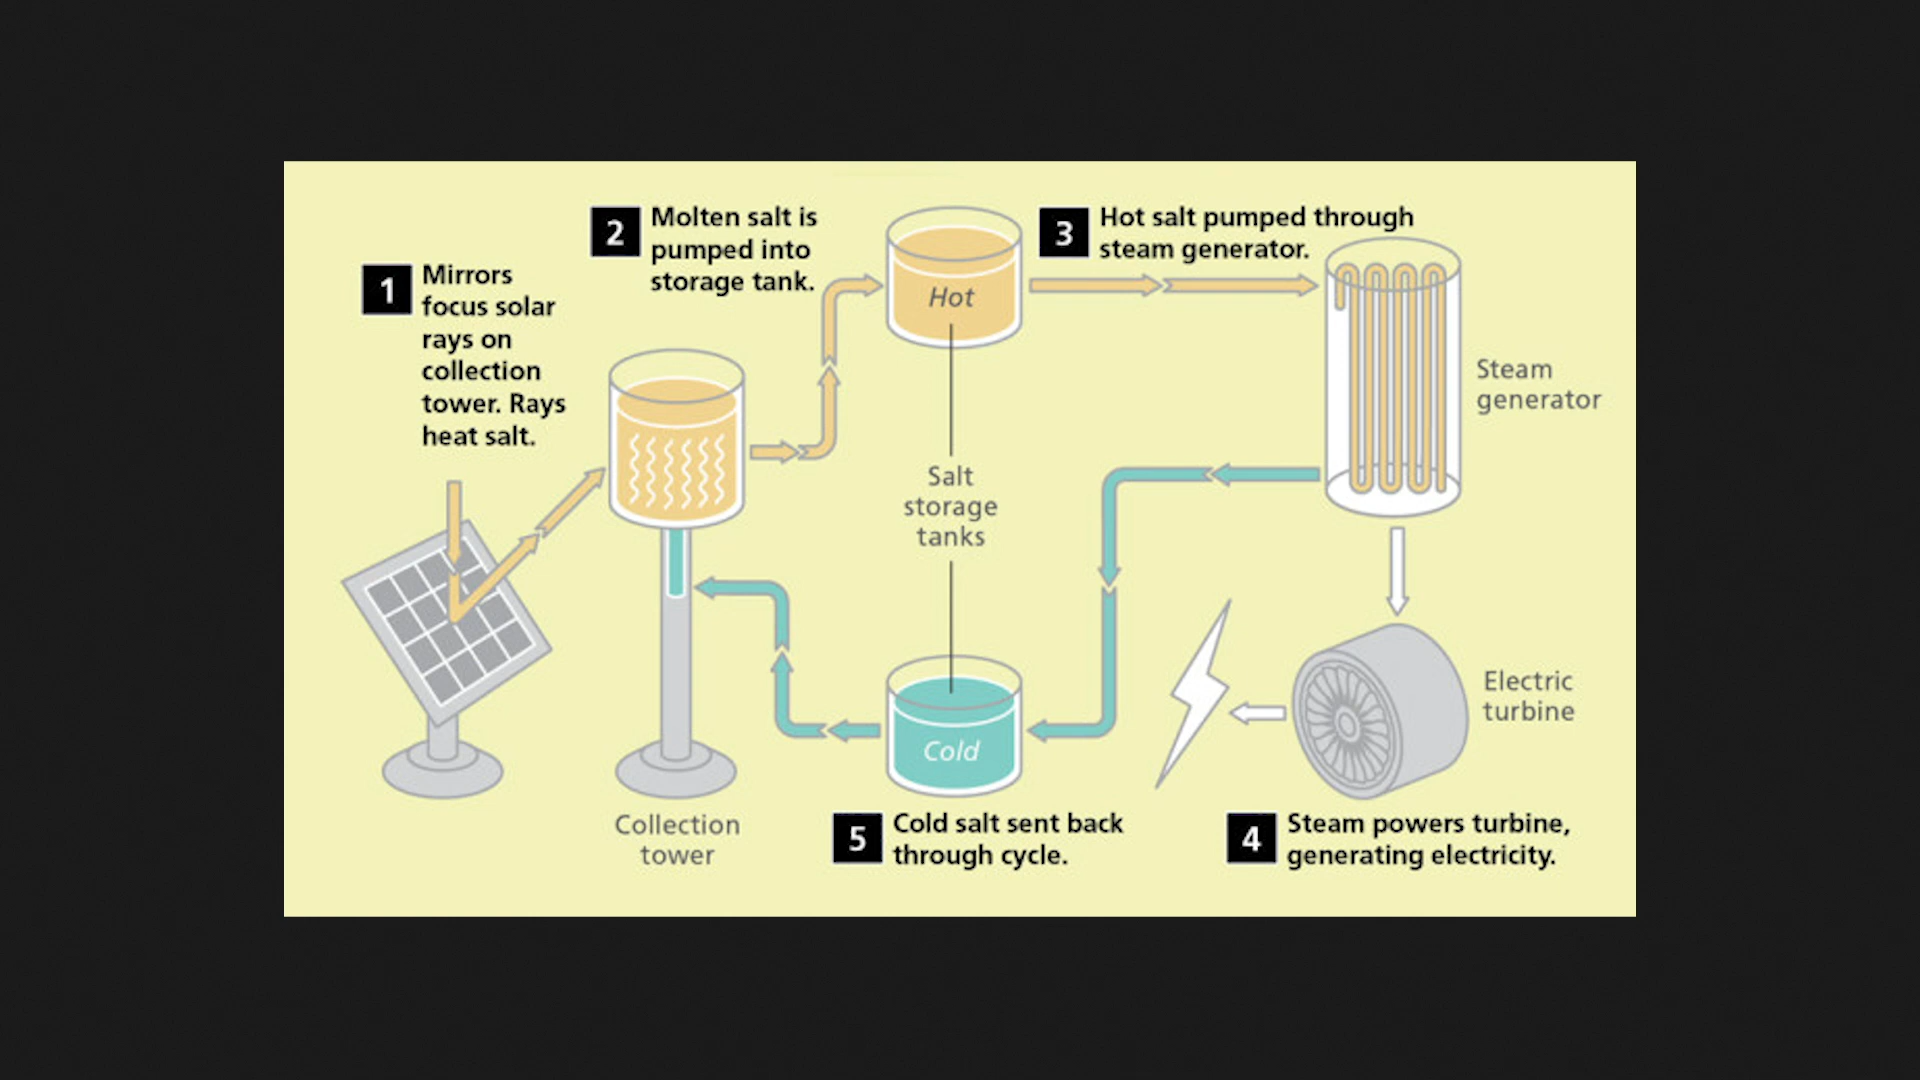 1
Mirrors
focus solar
rays on
collection
tower. Rays
heat salt.
2
Molten salt is
pumped into
storage tank.
Hot
3
Hot salt pumped through
steam generator.
Steam
generator
Salt
storage
tanks
Cold
Electric
turbine
Collection
tower
5
Cold salt sent back
through cycle.
4
Steam powers turbine,
generating electricity.